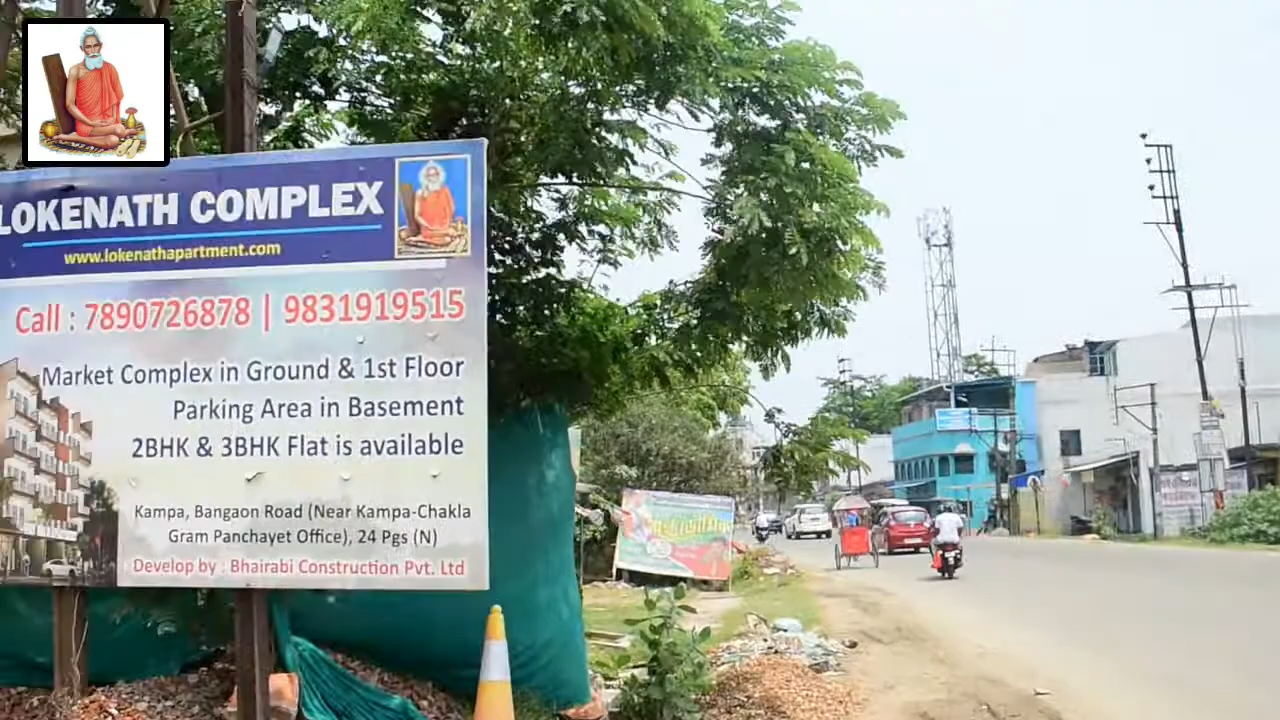 LOKENATH COMPLEX
www.lokenathapartment.com
Call : 7890726878 | 9831919515
Market Complex in Ground & 1st Floor
Parking Area in Basement
2BHK & 3BHK Flat is available
Kampa, Bangaon Road (Near Kampa-Chakla
Gram Panchayet Office), 24 Pgs (N)
Develop by : Bhairabi Construction Pvt. Ltd